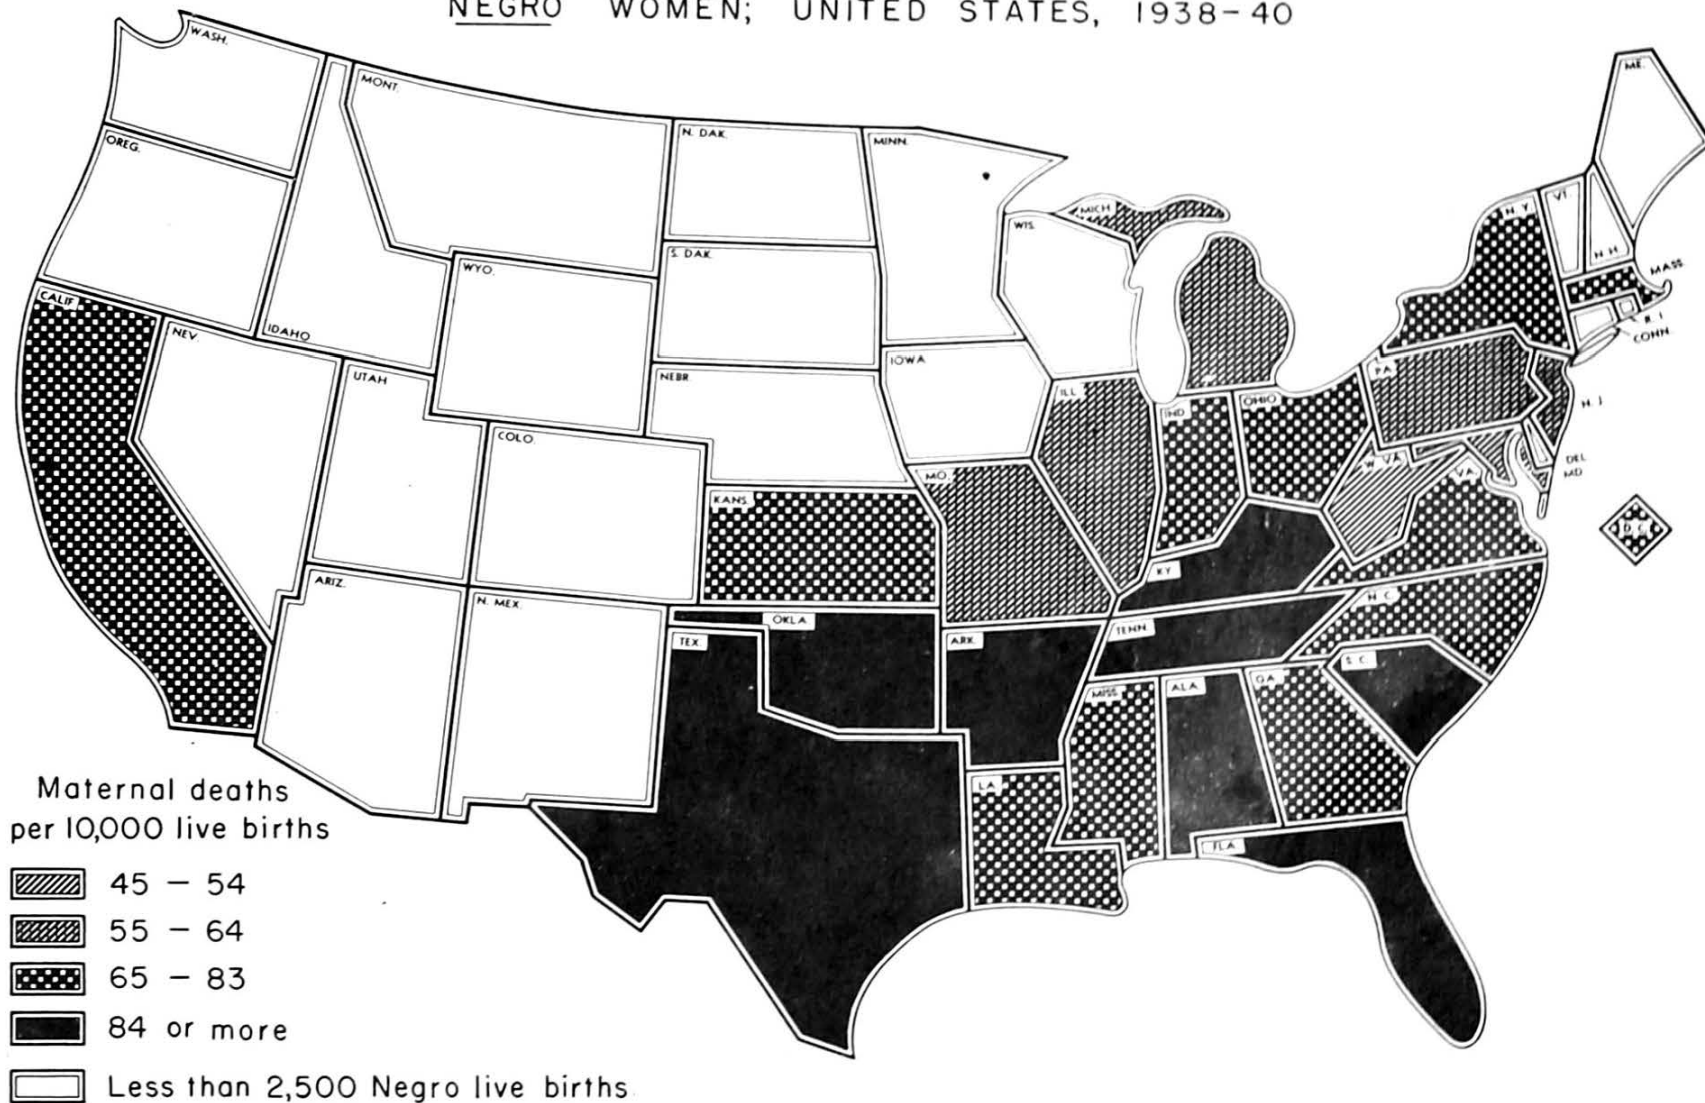 NEGRO WOMEN; UNITED STATES, 1938-40
WASH.
MONT.
N. DAK.
MINN.
ME.
OREG.
MICH
VT.
N. Y.
WIS.
N. H.
S. DAK.
WYO.
MASS.
CALIF
NEV.
IDAHO
R. I
CONN.
IOWA
UTAH
NEBR
PA
ILL.
IND
OHIO
N. J
COLO.
DEL
MD
W. VA.
VA.
MO.
KANS.
D.C.
ARIZ.
KY
N. MEX.
N.C.
OKLA.
TENN.
TEX.
ARK.
S. C.
MISS
ALA.
GA.
LA.
FLA.
Maternal deaths
per 10,000 live births
45 - 54
55 - 64
65 - 83
84 or more
Less than 2,500 Negro live births